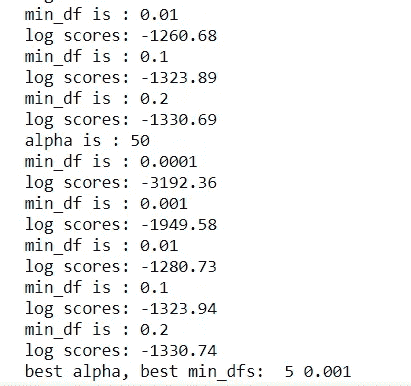 min_df is : 0.01
log scores: -1260.68
min_df is : 0.1
log scores: -1323.89
min_df is : 0.2
log scores: -1330.69
alpha is : 50
min_df is : 0.0001
log scores: -3192.36
min_df is : 0.001
log scores: -1949.58
min_df is : 0.01
log scores: -1280.73
min_df is : 0.1
log scores: -1323.94
min_df is : 0.2
log scores: -1330.74
best alpha, best min_dfs:  5 0.001